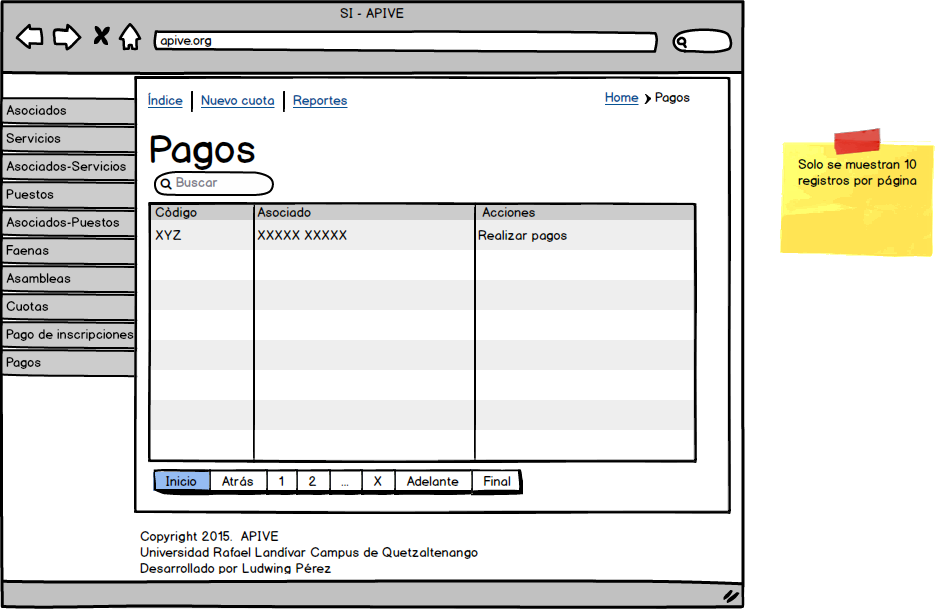 SI - APIVE
apive.org
Asociados
Servicios
Asociados-Servicios
Puestos
Asociados-Puestos
Faenas
Asambleas
Cuotas
Pago de inscripciones
Pagos
Índice | Nuevo cuota | Reportes
Home > Pagos
Pagos
Buscar
Còdigo Asociado Acciones
XYZ XXXXX XXXXX Realizar pagos
Inicio Atrás 1 2 ... X Adelante Final
Copyright 2015. APIVE
Universidad Rafael Landívar Campus de Quetzaltenango
Desarrollado por Ludwing Pérez
Solo se muestran 10
registros por página